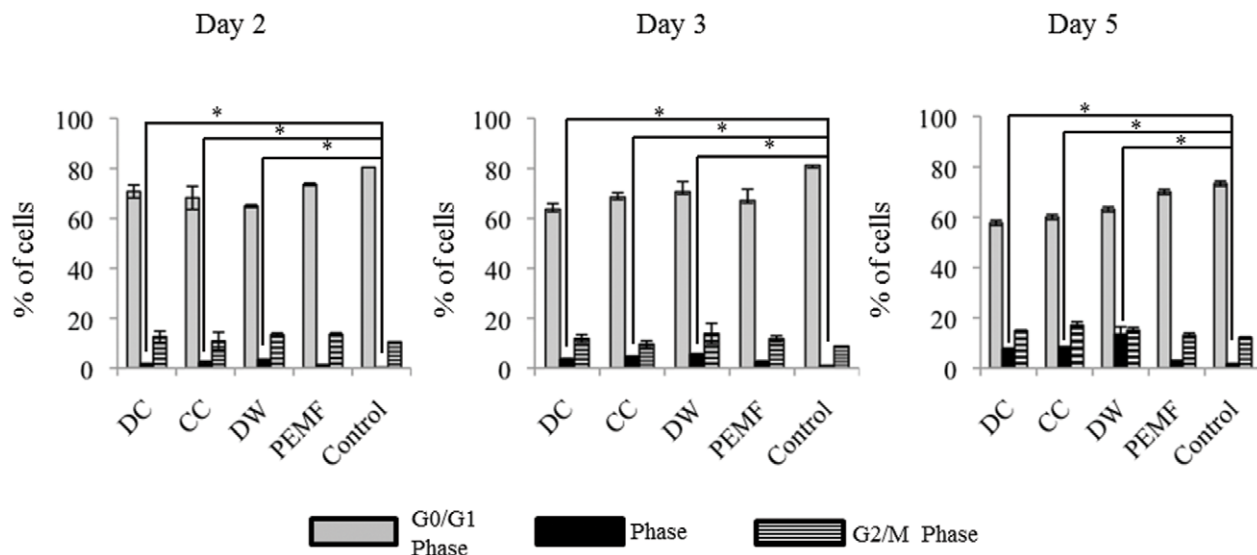 Day 2
Day 3
Day 5
*
*
*
100
80
60
40
20
0
% of cells
DC
CC
DW
PEMF
Control
*
*
*
100
80
60
40
20
0
% of cells
DC
CC
DW
PEMF
Control
*
*
*
100
80
60
40
20
0
% of cells
DC
CC
DW
PEMF
Control
G0/G1
Phase
Phase
G2/M Phase